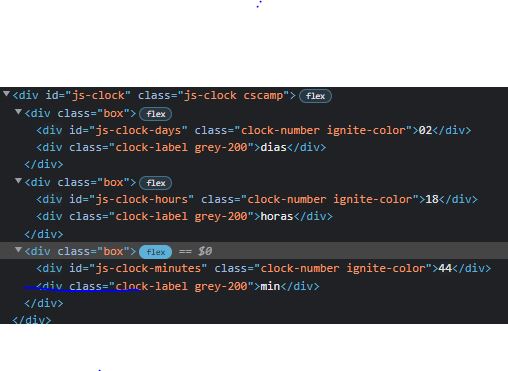 <div id="js-clock" class="js-clock cscamp"> flex
<div class="box"> flex
<div id="js-clock-days" class="clock-number ignite-color">02</div>
<div class="clock-label grey-200">dias</div>
</div>
<div class="box"> flex
<div id="js-clock-hours" class="clock-number ignite-color">18</div>
<div class="clock-label grey-200">horas</div>
</div>
<div class="box"> flex == $0
<div id="js-clock-minutes" class="clock-number ignite-color">44</div>
<div class="clock-label grey-200">min</div>
</div>
</div>